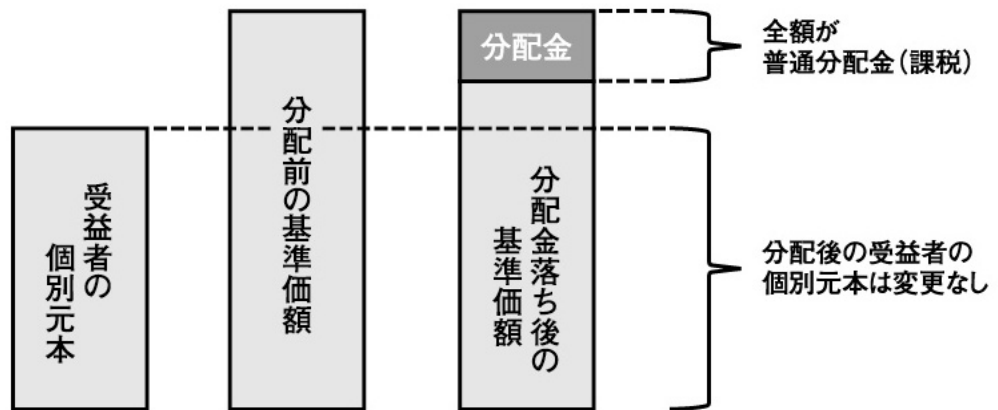 受益者の
個別元本
分配前の基準価額
分配金
分配金落ち後の
基準価額
全額が
普通分配金（課税）
分配後の受益者の
個別元本は変更なし